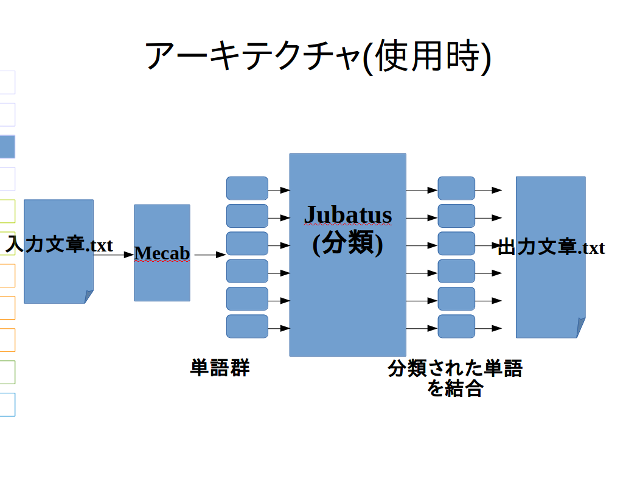 アーキテクチャ(使用時)
入力文章.txt
Mecab
Jubatus
(分類)
出力文章.txt
単語群
分類された単語
を結合